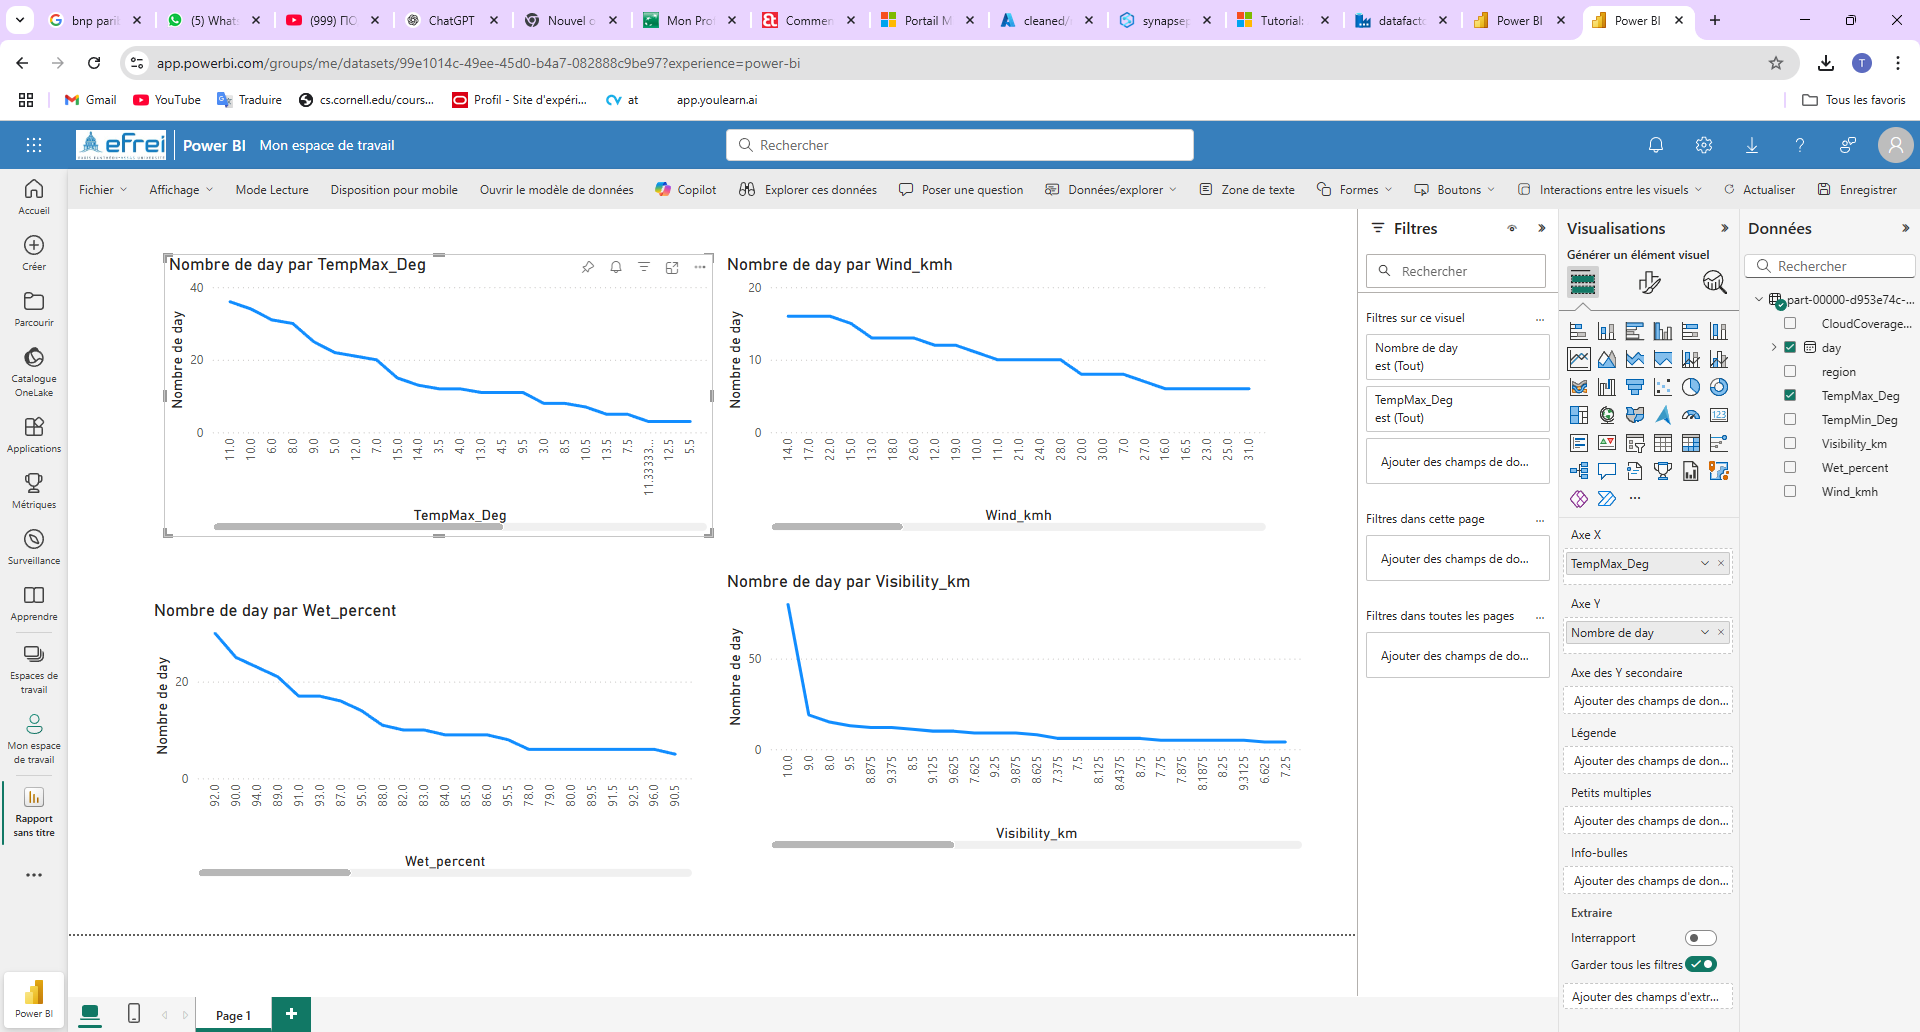 bnp parib
(5) Whats
(999) ПО
ChatGPT
Nouvel o
Mon Prof
Commen
Portail M
cleaned/
synapsep
Tutorial:
datafacto
Power BI
Power BI
app.powerbi.com/groups/me/datasets/99e1014c-49ee-45d0-b4a7-082888c9be97?experience=power-bi
T
Gmail
YouTube
Traduire
cs.cornell.edu/cours...
Profil - Site d'expéri...
at
app.youlearn.ai
Tous les favoris
efrei
Power BI
Mon espace de travail
Rechercher
Fichier
Affichage
Mode Lecture
Disposition pour mobile
Ouvrir le modèle de données
Copilot
Explorer ces données
Poser une question
Données/explorer
Zone de texte
Formes
Boutons
Interactions entre les visuels
Actualiser
Enregistrer
Accueil
Créer
Parcourir
Catalogue
OneLake
Applications
Métriques
Surveillance
Apprendre
Espaces de
travail
Mon espace
de travail
Rapport
sans titre
Power BI
Nombre de day par TempMax_Deg
Nombre de day
40
20
0
11.0
10.0
6.0
8.0
9.0
5.0
12.0
7.0
15.0
14.0
3.5
4.0
13.0
4.5
9.5
3.0
8.5
10.5
13.5
7.5
11.33333...
12.5
5.5
TempMax_Deg
Nombre de day par Wind_kmh
Nombre de day
20
10
0
14.0
17.0
22.0
15.0
13.0
18.0
26.0
12.0
19.0
10.0
11.0
21.0
24.0
28.0
20.0
30.0
7.0
27.0
16.0
16.5
23.0
25.0
31.0
Wind_kmh
Nombre de day par Wet_percent
Nombre de day
20
0
92.0
90.0
94.0
89.0
91.0
93.0
87.0
95.0
88.0
82.0
83.0
84.0
85.0
86.0
95.5
78.0
79.0
80.0
89.5
91.5
92.5
96.0
90.5
Wet_percent
Nombre de day par Visibility_km
Nombre de day
50
0
10.0
9.0
8.0
9.5
8.875
9.375
8.5
9.125
9.625
7.625
9.25
9.875
8.625
7.375
7.5
8.125
8.4375
8.75
7.75
7.875
8.1875
8.25
9.3125
6.625
7.25
Visibility_km
Page 1
Filtres
Rechercher
Filtres sur ce visuel
Nombre de day
est (Tout)
TempMax_Deg
est (Tout)
Ajouter des champs de do...
Filtres dans cette page
Ajouter des champs de do...
Filtres dans toutes les pages
Ajouter des champs de do...
Visualisations
Générer un élément visuel
Axe X
TempMax_Deg
Axe Y
Nombre de day
Axe des Y secondaire
Ajouter des champs de don...
Légende
Ajouter des champs de don...
Petits multiples
Ajouter des champs de don...
Info-bulles
Ajouter des champs de don...
Extraire
Interrapport
Garder tous les filtres
Ajouter des champs d'extr...
Données
Rechercher
part-00000-d953e74c-...
CloudCoverage...
day
region
TempMax_Deg
TempMin_Deg
Visibility_km
Wet_percent
Wind_kmh